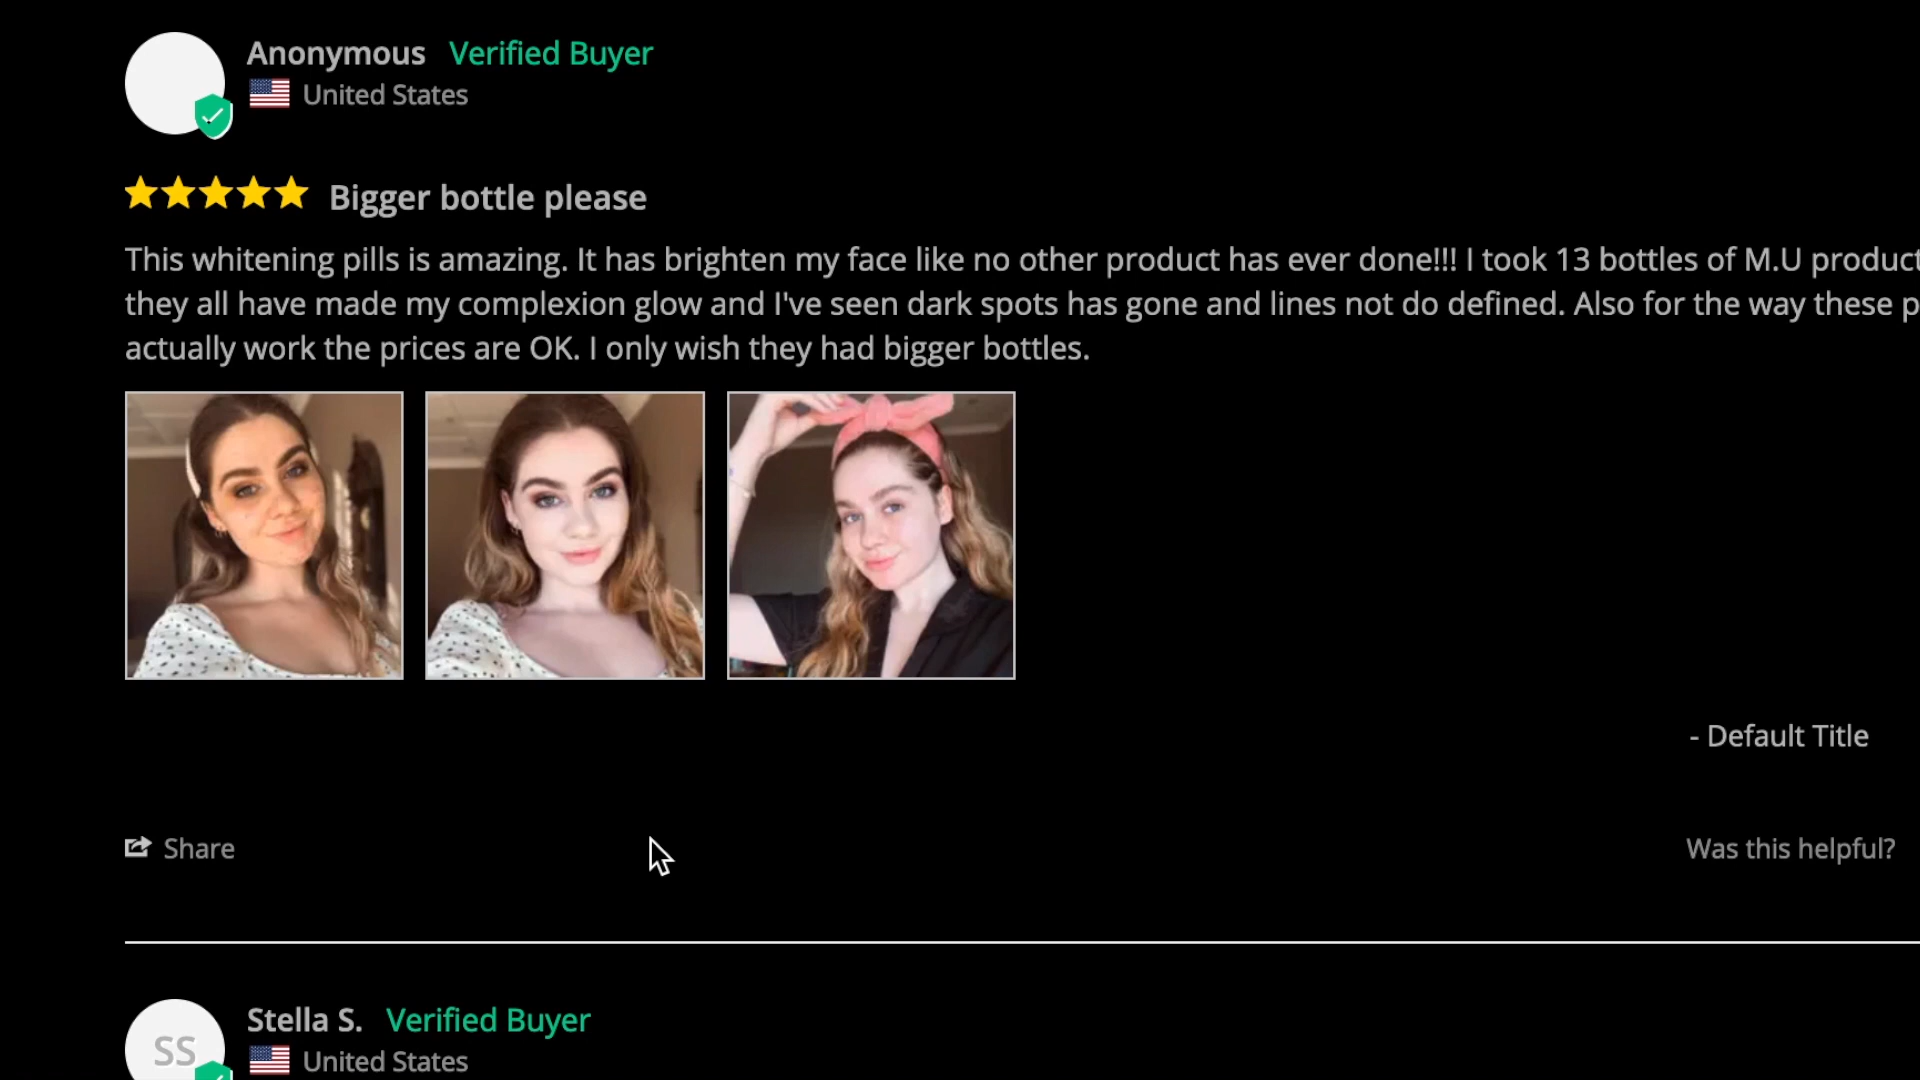 Anonymous Verified Buyer
United States
Bigger bottle please
This whitening pills is amazing. It has brighten my face like no other product has ever done!!! I took 13 bottles of M.U product
they all have made my complexion glow and I've seen dark spots has gone and lines not do defined. Also for the way these p
actually work the prices are OK. I only wish they had bigger bottles.
- Default Title
Share Was this helpful?
Stella S. Verified Buyer
SS
United States